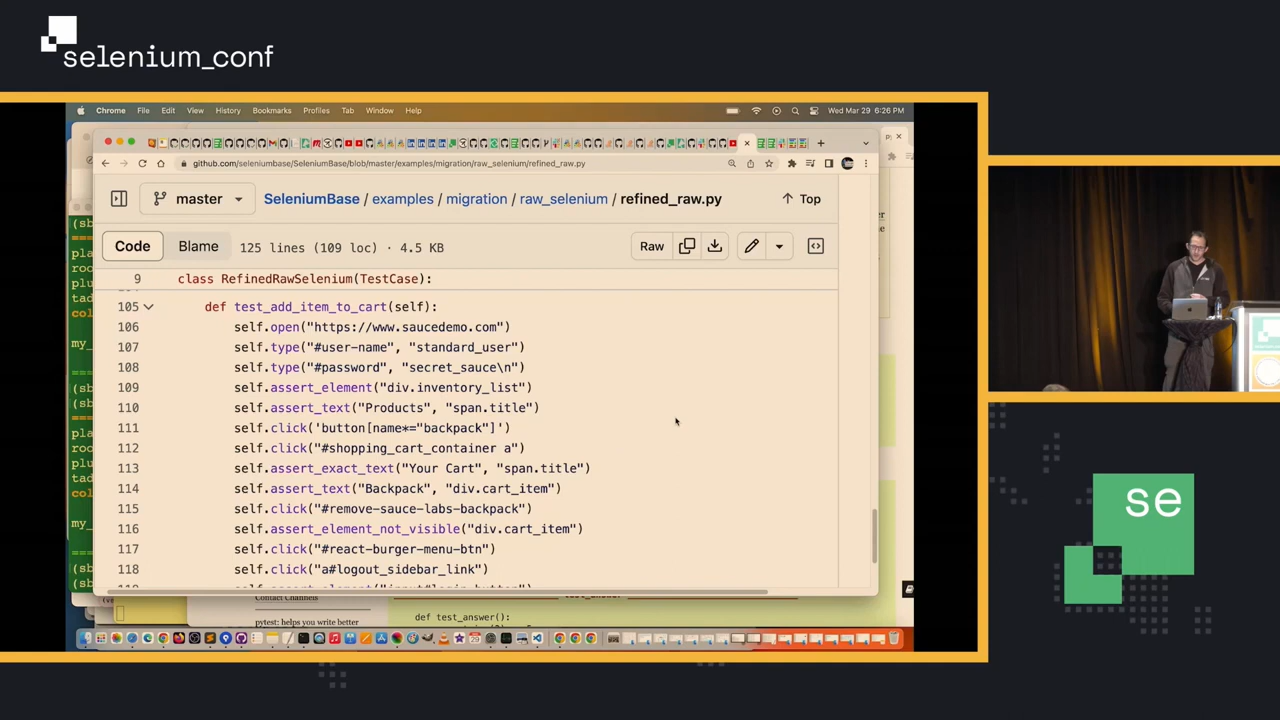 selenium_conf
Chrome File Edit View History Bookmarks Profiles Tab Window Help
Wed Mar 29 6:26 PM
github.com/seleniumbase/SeleniumBase/blob/master/examples/migration/raw_selenium/refined_raw.py
master
SeleniumBase / examples / migration / raw_selenium / refined_raw.py
Top
Code Blame 125 lines (109 loc) · 4.5 KB
Raw
9 class RefinedRawSelenium(TestCase):
105 def test_add_item_to_cart(self):
106 self.open("https://www.saucedemo.com")
107 self.type("#user-name", "standard_user")
108 self.type("#password", "secret_sauce\n")
109 self.assert_element("div.inventory_list")
110 self.assert_text("Products", "span.title")
111 self.click('button[name*="backpack"]')
112 self.click("#shopping_cart_container a")
113 self.assert_exact_text("Your Cart", "span.title")
114 self.assert_text("Backpack", "div.cart_item")
115 self.click("#remove-sauce-labs-backpack")
116 self.assert_element_not_visible("div.cart_item")
117 self.click("#react-burger-menu-btn")
118 self.click("a#logout_sidebar_link")
Contact Channels
pytest: helps you write better
def test_answer():
se